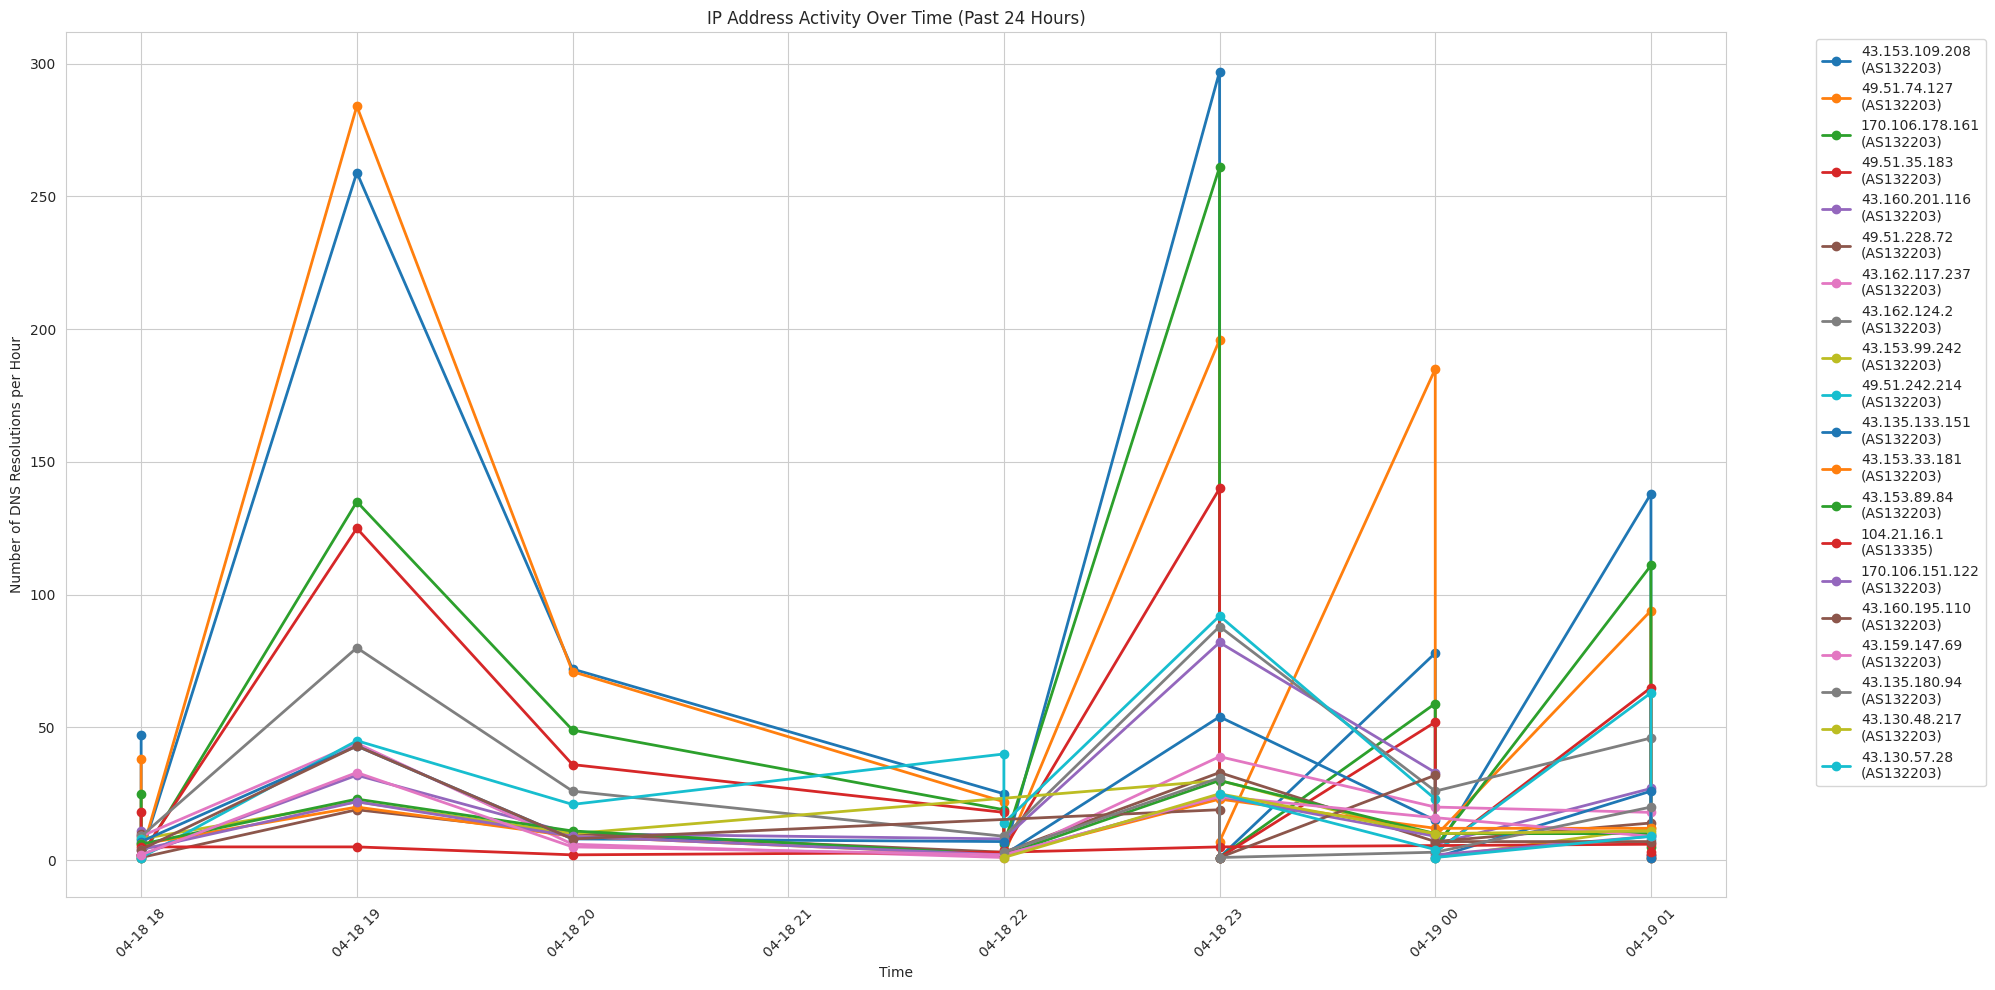 IP Address Activity Over Time (Past 24 Hours)
Number of DNS Resolutions per Hour
300
250
200
150
100
50
0
04-18 18
04-18 19
04-18 20
04-18 21
04-18 22
04-18 23
04-19 00
04-19 01
Time
43.153.109.208
(AS132203)
49.51.74.127
(AS132203)
170.106.178.161
(AS132203)
49.51.35.183
(AS132203)
43.160.201.116
(AS132203)
49.51.228.72
(AS132203)
43.162.117.237
(AS132203)
43.162.124.2
(AS132203)
43.153.99.242
(AS132203)
49.51.242.214
(AS132203)
43.135.133.151
(AS132203)
43.153.33.181
(AS132203)
43.153.89.84
(AS132203)
104.21.16.1
(AS13335)
170.106.151.122
(AS132203)
43.160.195.110
(AS132203)
43.159.147.69
(AS132203)
43.135.180.94
(AS132203)
43.130.48.217
(AS132203)
43.130.57.28
(AS132203)